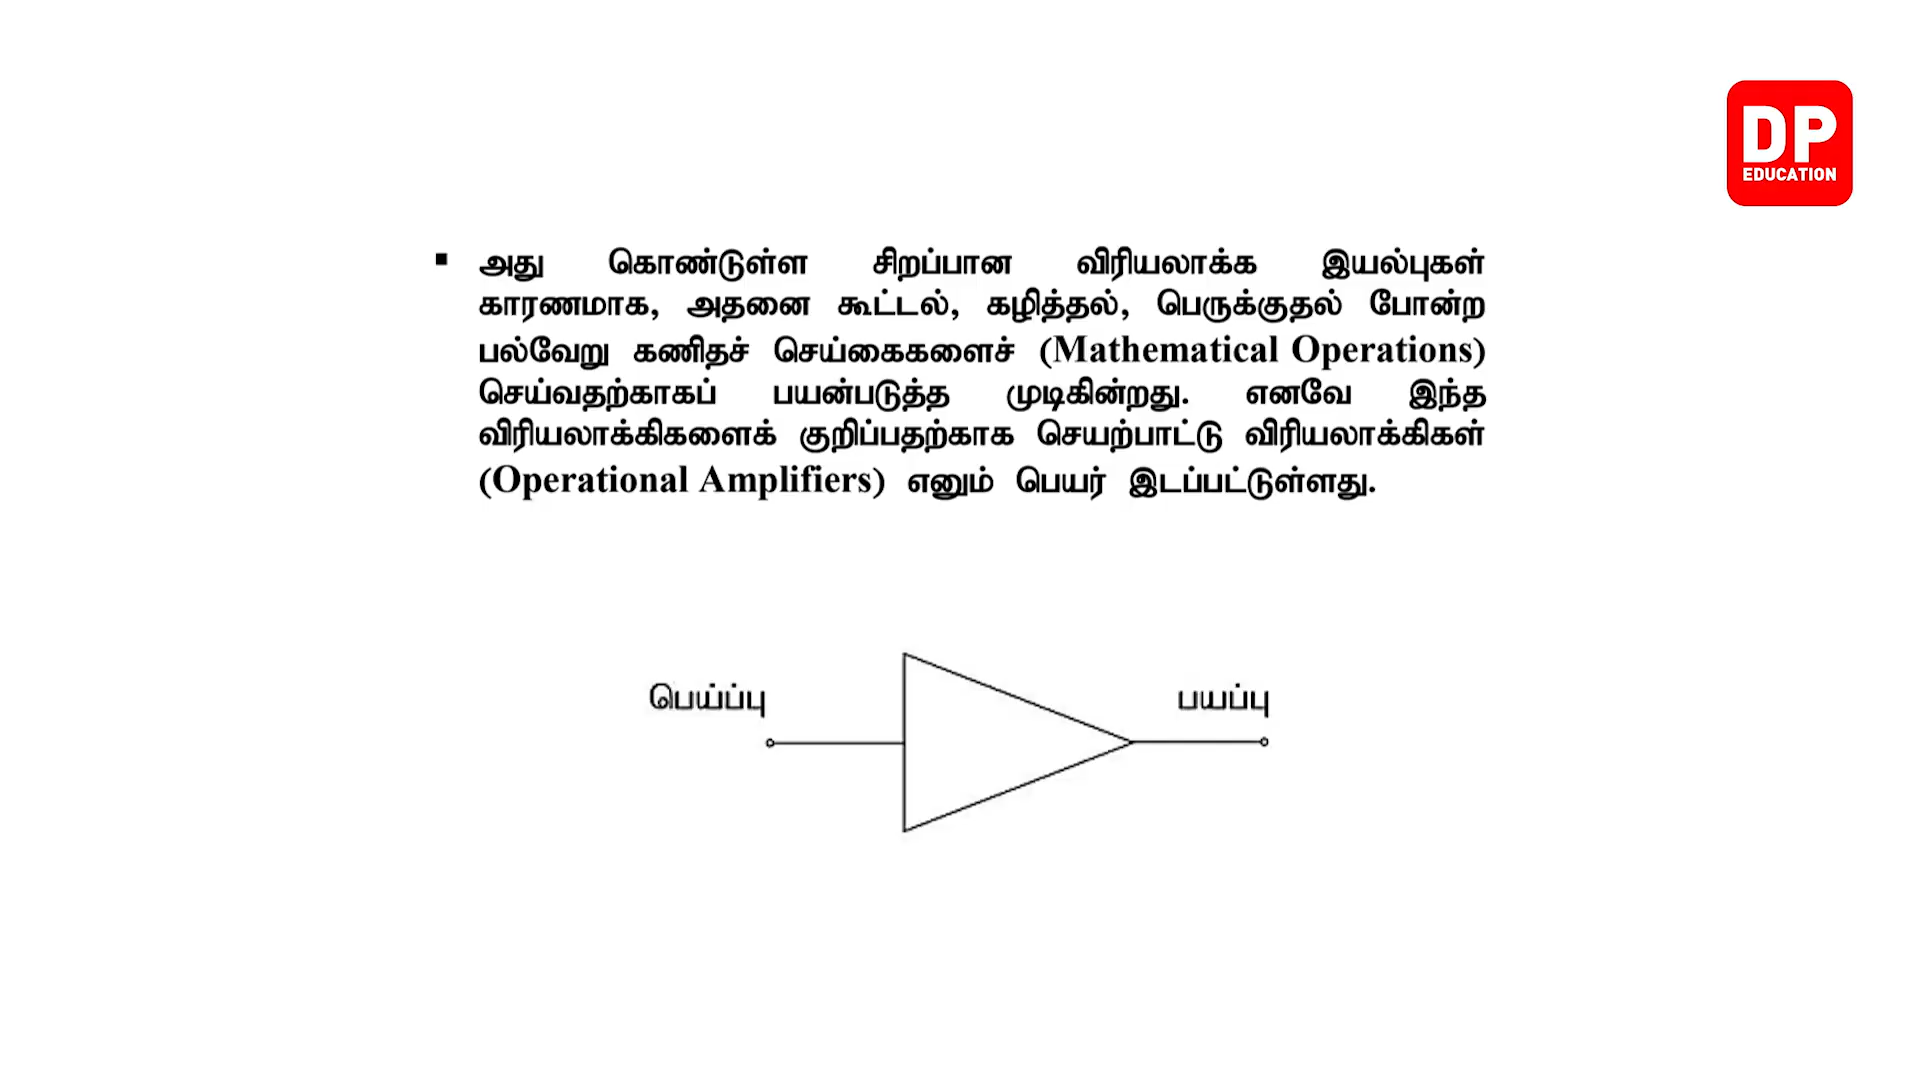 DP
EDUCATION
▪ அது கொண்டுள்ள சிறப்பான விரியலாக்க இயல்புகள்
காரணமாக, அதனை கூட்டல், கழித்தல், பெருக்குதல் போன்ற
பல்வேறு கணிதச் செய்கைகளைச் (Mathematical Operations)
செய்வதற்காகப் பயன்படுத்த முடிகின்றது. எனவே இந்த
விரியலாக்கிகளைக் குறிப்பதற்காக செயற்பாட்டு விரியலாக்கிகள்
(Operational Amplifiers) எனும் பெயர் இடப்பட்டுள்ளது.
பெய்ப்பு
பயப்பு